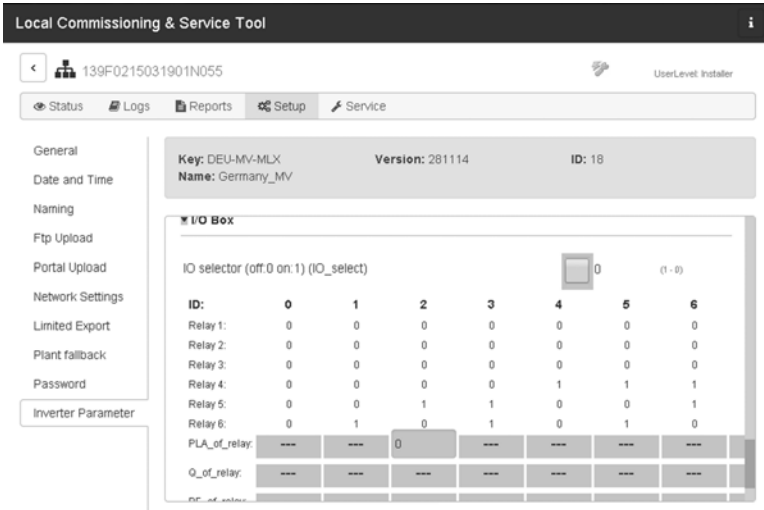 Local Commissioning & Service Tool
i
139F0215031901N055
UserLevel: Installer
Status Logs Reports Setup Service
General
Date and Time
Naming
Ftp Upload
Portal Upload
Network Settings
Limited Export
Plant fallback
Password
Inverter Parameter
Key: DEU-MV-MLX Version: 281114 ID: 18
Name: Germany_MV
I/O Box
IO selector (off:0 on:1) (IO_select) 0 (1 - 0)
ID: 0 1 2 3 4 5 6
Relay 1: 0 0 0 0 0 0 0
Relay 2: 0 0 0 0 0 0 0
Relay 3: 0 0 0 0 0 0 0
Relay 4: 0 0 0 0 1 1 1
Relay 5: 0 0 1 1 0 0 1
Relay 6: 0 1 0 1 0 1 0
PLA_of_relay: --- --- 0 --- --- --- ---
Q_of_relay: --- --- --- --- --- --- ---